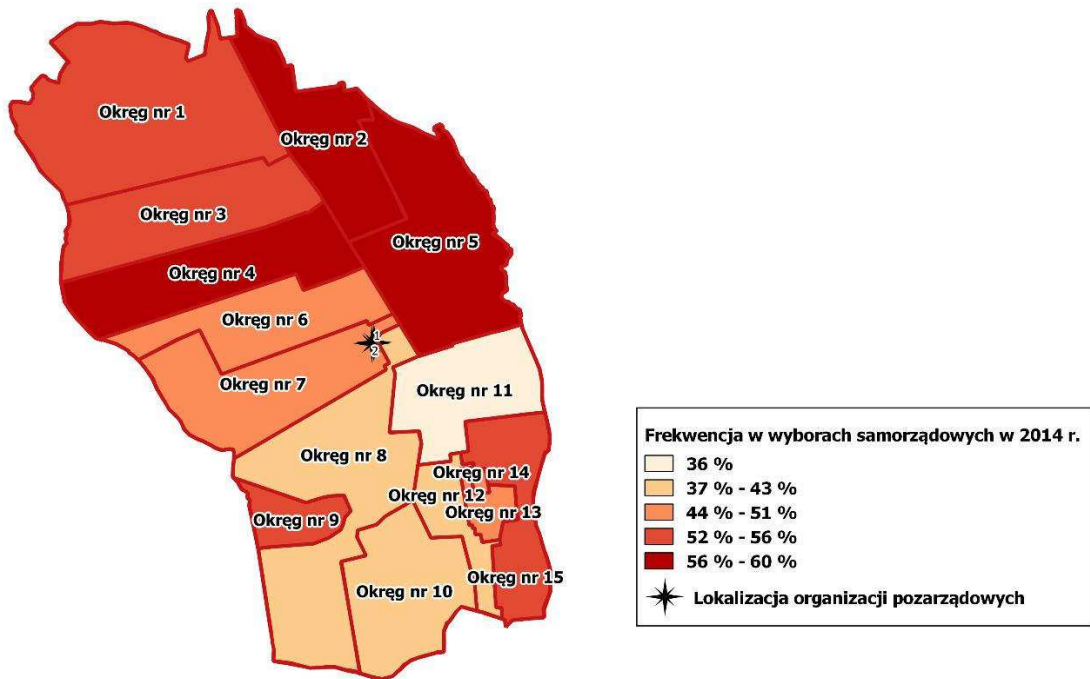 Okręg nr 1
Okręg nr 2
Okręg nr 3
Okręg nr 5
Okręg nr 4
Okręg nr 6
1
2
Okręg nr 7
Okręg nr 11
Okręg nr 8
Okręg nr 14
Okręg nr 12
Okręg nr 13
Okręg nr 9
Okręg nr 15
Okręg nr 10
Frekwencja w wyborach samorządowych w 2014 r.
36 %
37 % - 43 %
44 % - 51 %
52 % - 56 %
56 % - 60 %
Lokalizacja organizacji pozarządowych